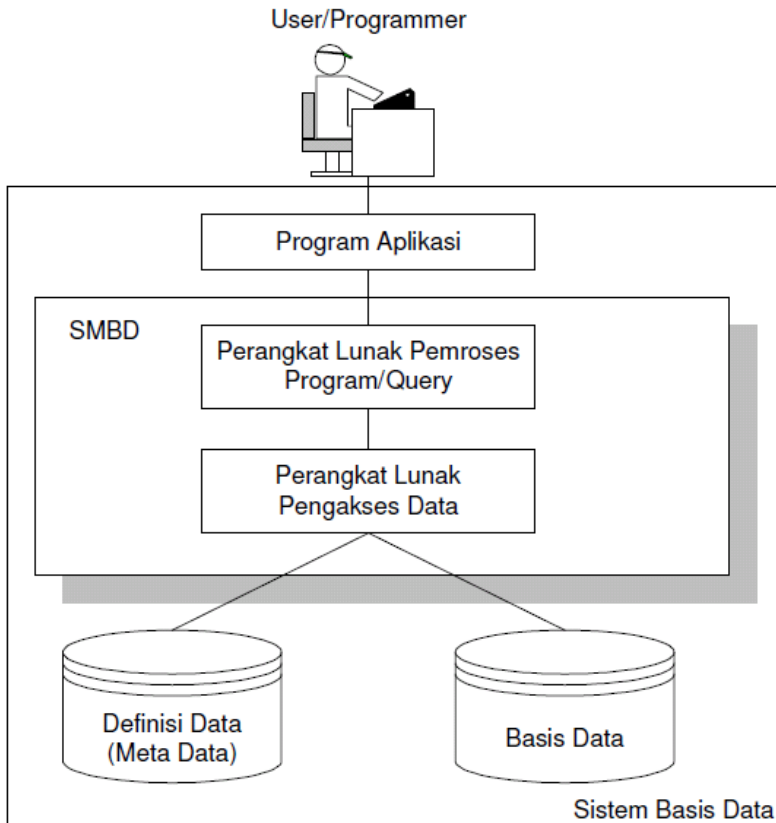 User/Programmer
Program Aplikasi
SMBD
Perangkat Lunak Pemroses
Program/Query
Perangkat Lunak
Pengakses Data
Definisi Data
(Meta Data)
Basis Data
Sistem Basis Data